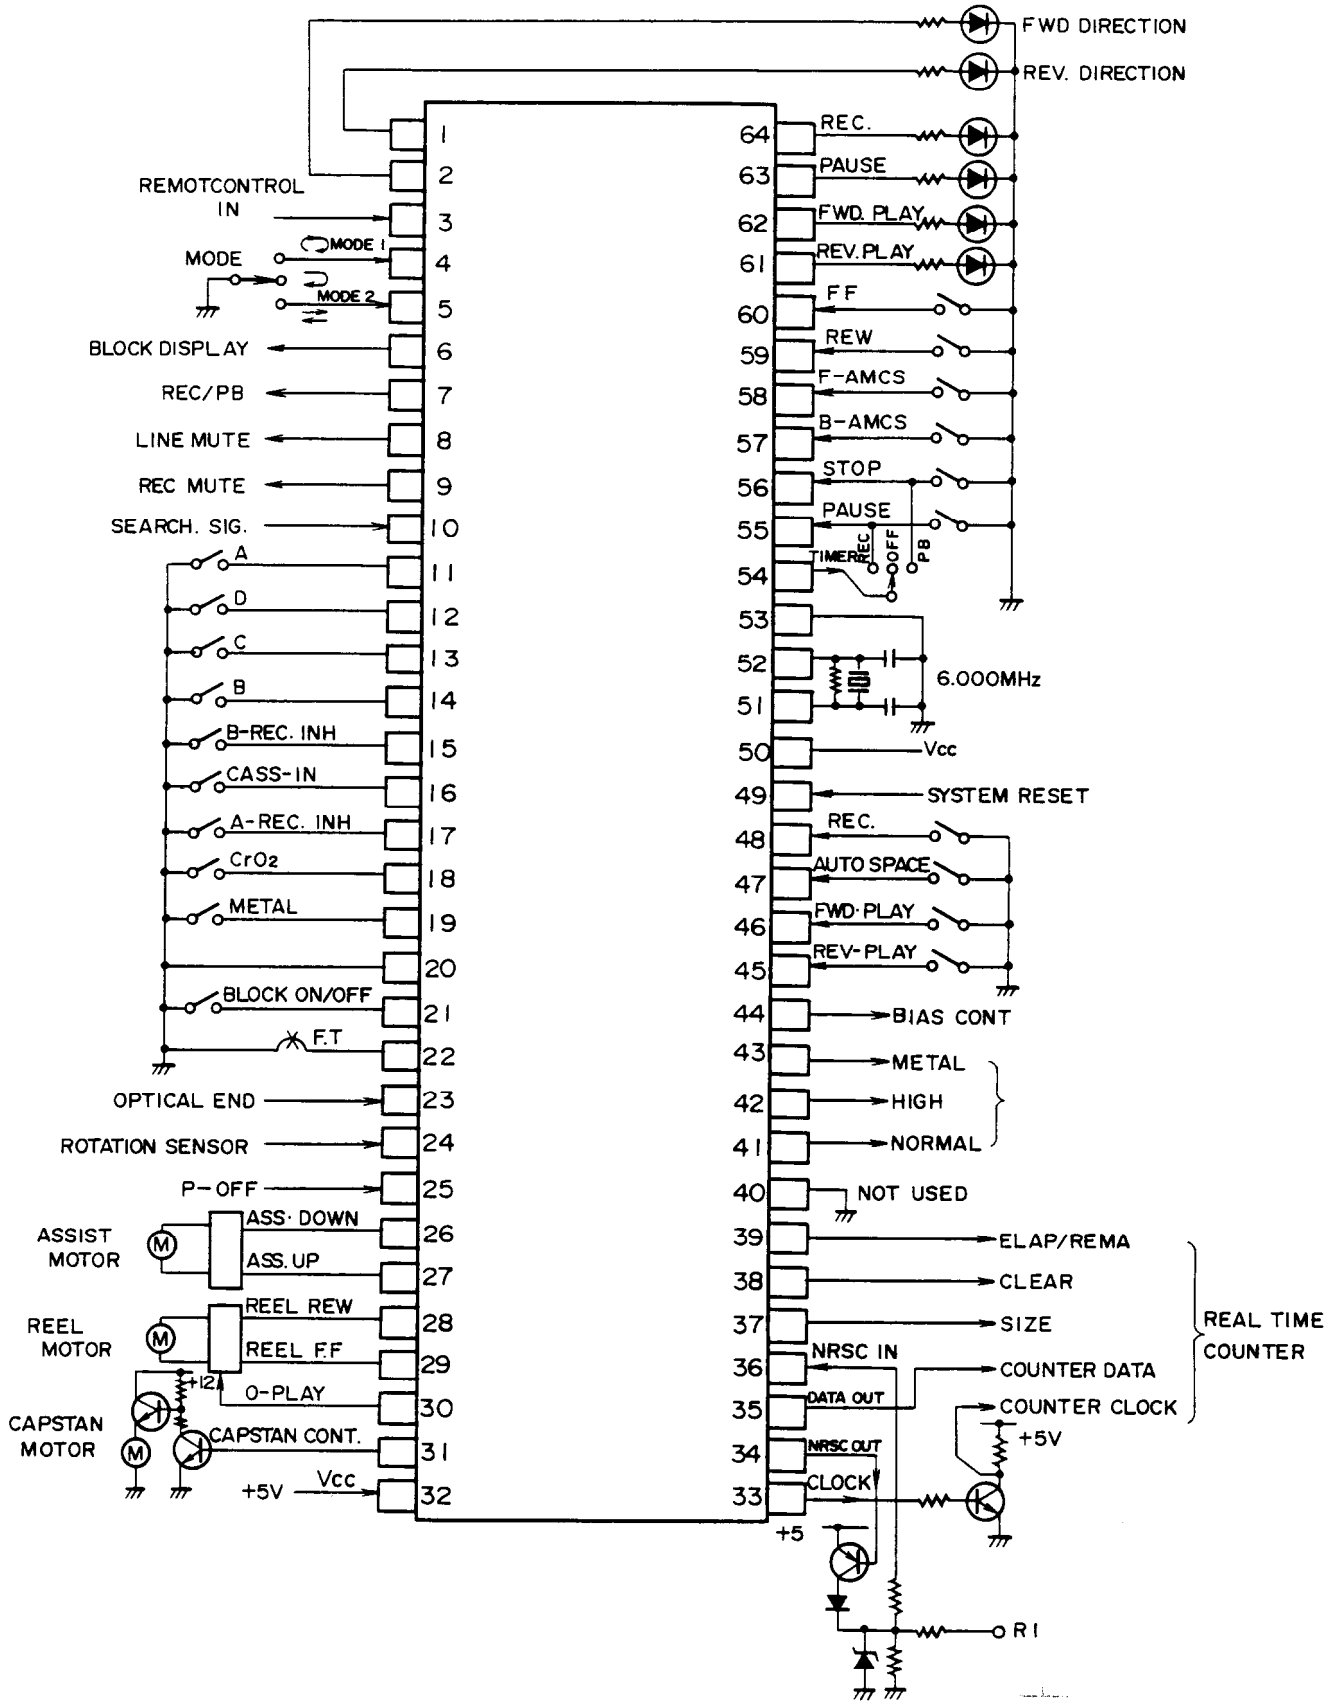 FWD DIRECTION
REV. DIRECTION
1
64
REC.
2
63
PAUSE
REMOTCONTROL
IN
3
62
FWD. PLAY
MODE
MODE 1
4
61
REV. PLAY
MODE 2
5
60
FF
BLOCK DISPLAY
6
59
REW
REC/PB
7
58
F-AMCS
LINE MUTE
8
57
B-AMCS
REC MUTE
9
56
STOP
SEARCH. SIG.
10
55
PAUSE
A
11
54
TIMER
REC
OFF
PB
D
12
53
C
13
52
6.000MHz
B
14
51
B-REC. INH
15
50
Vcc
CASS-IN
16
49
SYSTEM RESET
A-REC. INH
17
48
REC.
CrO2
18
47
AUTO SPACE
METAL
19
46
FWD·PLAY
20
45
REV-PLAY
BLOCK ON/OFF
21
44
BIAS CONT
F.T
22
43
METAL
OPTICAL END
23
42
HIGH
ROTATION SENSOR
24
41
NORMAL
P-OFF
25
40
NOT USED
ASSIST
MOTOR
M
ASS· DOWN
26
39
ELAP/REMA
ASS. UP
27
38
CLEAR
REEL
MOTOR
M
REEL REW
28
37
SIZE
REAL TIME
COUNTER
REEL F.F
29
36
NRSC IN
COUNTER DATA
+12
O-PLAY
30
35
DATA OUT
COUNTER CLOCK
CAPSTAN
MOTOR
M
CAPSTAN CONT.
31
34
NRSC OUT
+5V
+5V
Vcc
32
33
CLOCK
+5
R1